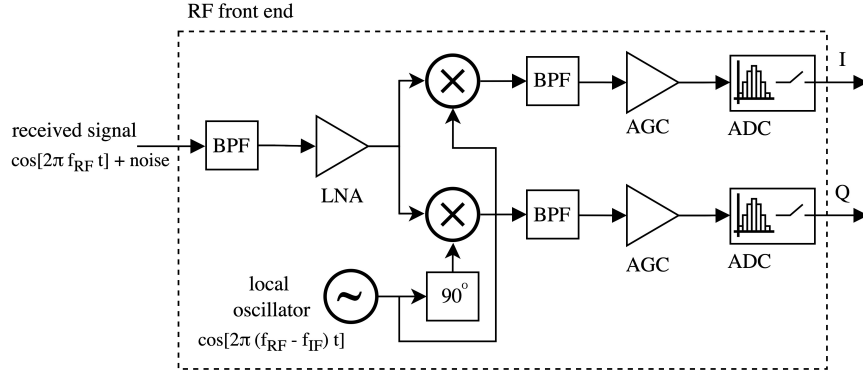 RF front end
I
BPF
AGC
ADC
received signal
cos[2π f_RF t] + noise
BPF
LNA
Q
BPF
AGC
ADC
local
oscillator
~
90°
cos[2π (f_RF - f_IF) t]